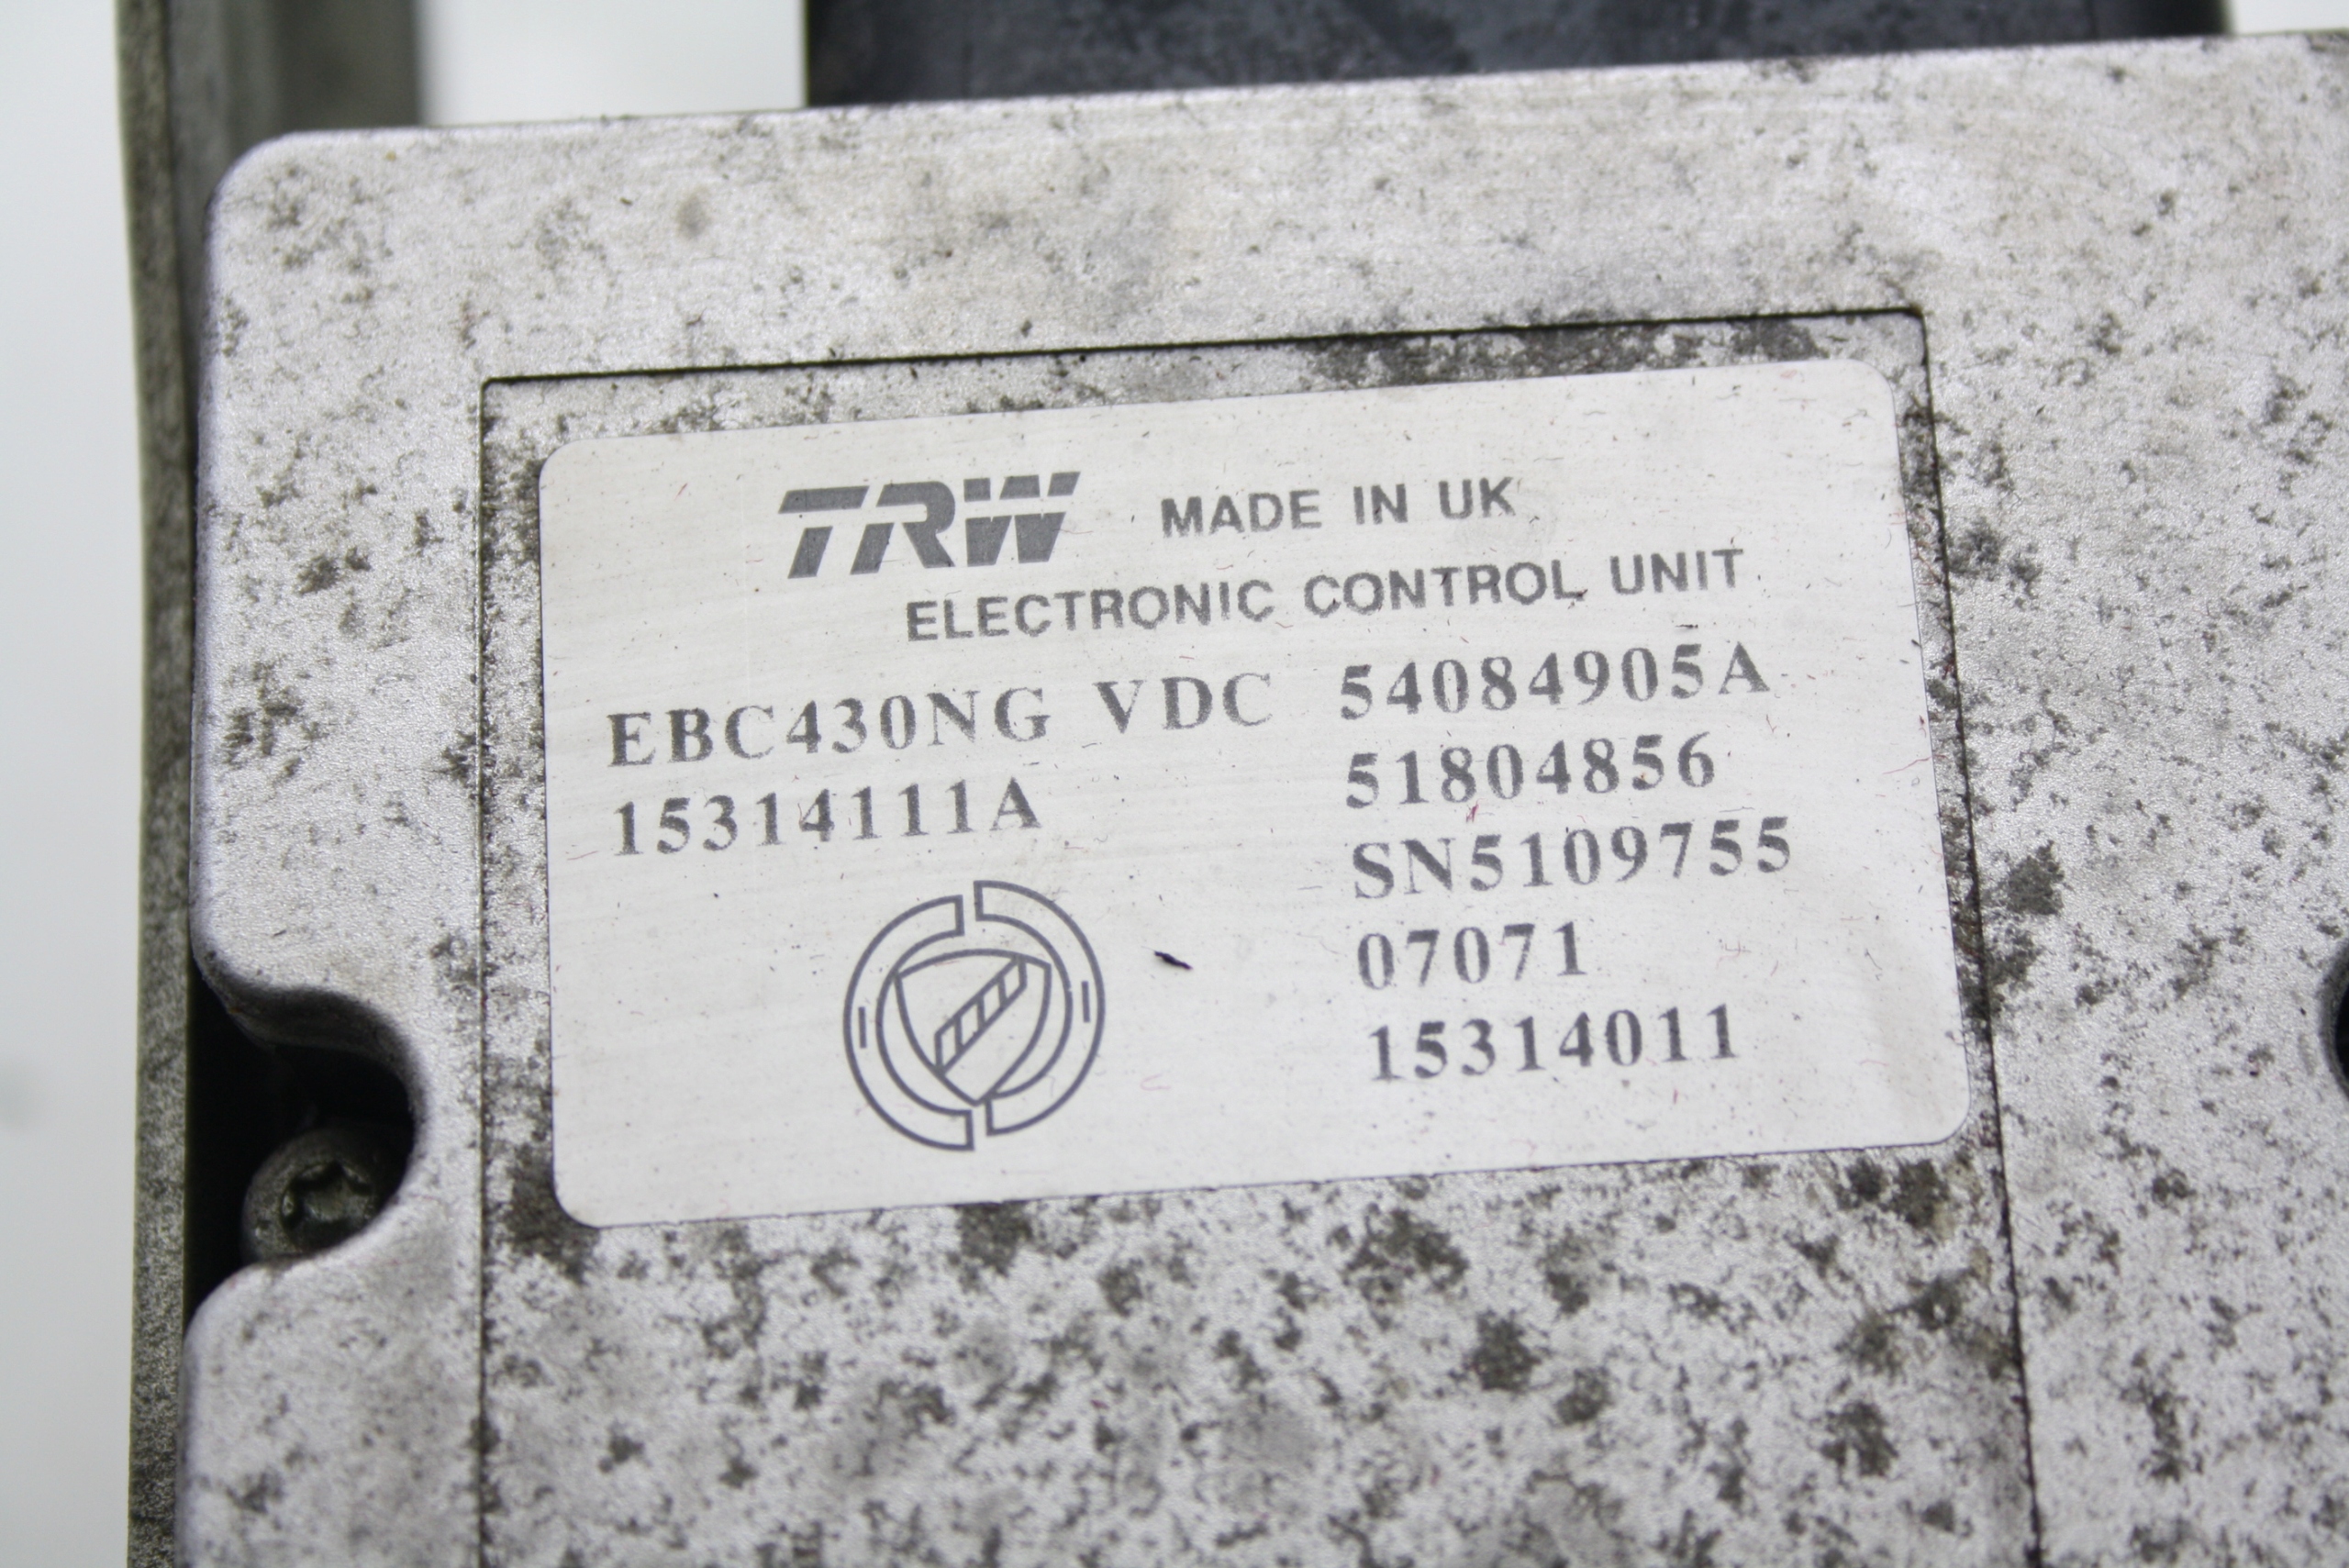 TRW MADE IN UK
ELECTRONIC CONTROL UNIT
EBC430NG VDC 54084905A
15314111A 51804856
SN5109755
07071
15314011